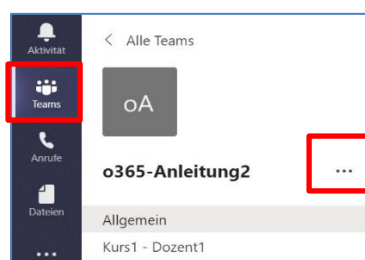 Aktivität
Teams
Anrufe
Dateien
...
< Alle Teams
oA
o365-Anleitung2
...
Allgemein
Kurs1 - Dozent1